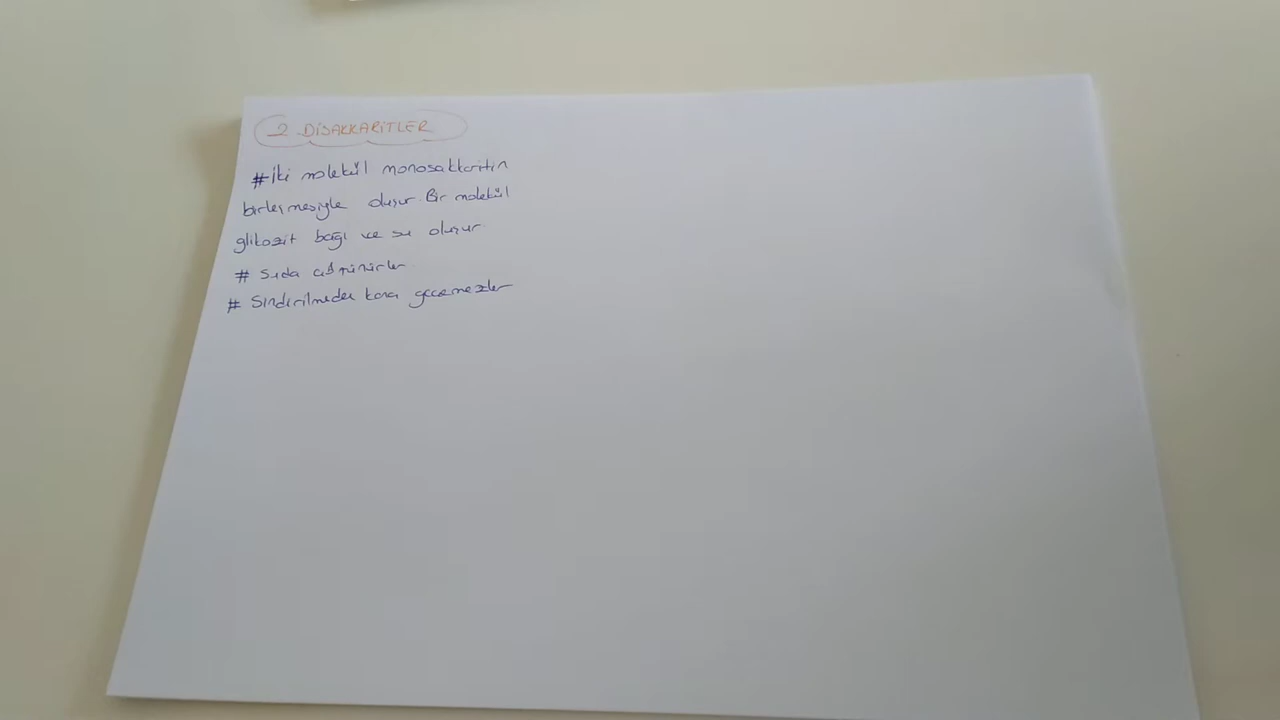 2 DİSAKKARİTLER
# İki molekül monosakkaritin
birleşmesiyle oluşur. Bir molekül
glikozit bağı ve su oluşur
# Suda çözünürler
# Sindirilmeden kana geçemezler